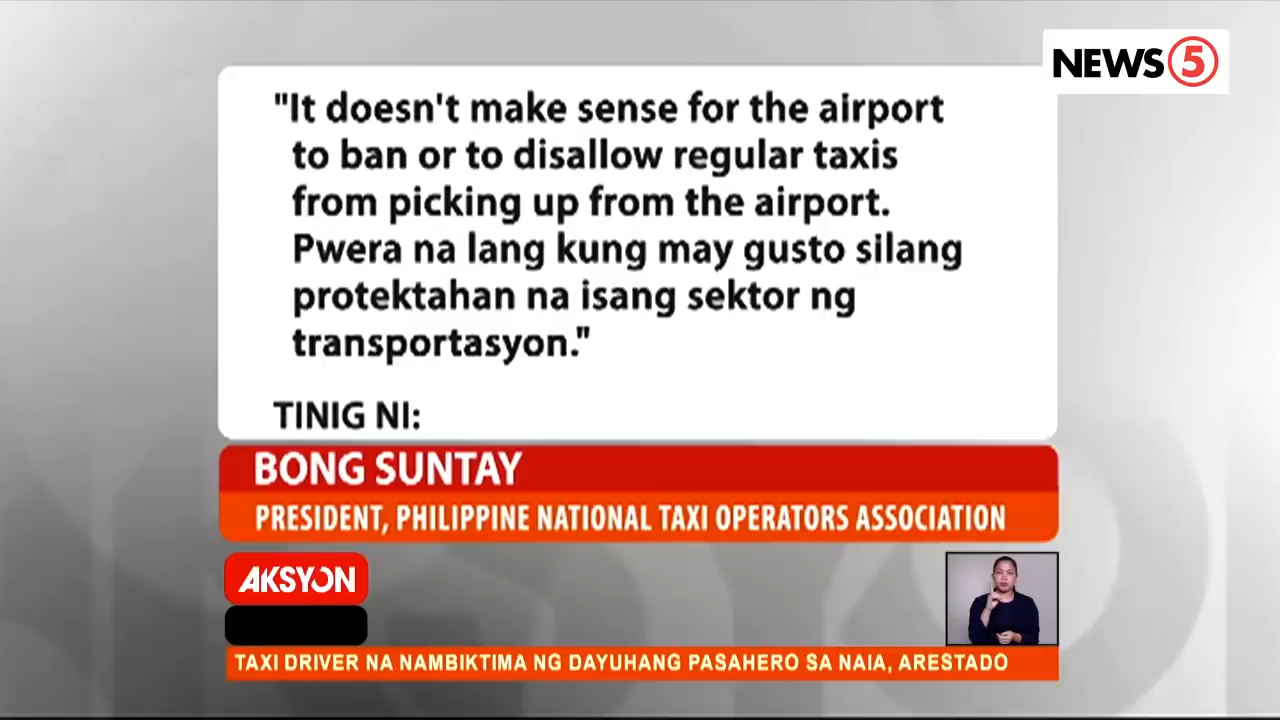 NEWS 5
"It doesn't make sense for the airport
to ban or to disallow regular taxis
from picking up from the airport.
Pwera na lang kung may gusto silang
protektahan na isang sektor ng
transportasyon."
TINIG NI:
BONG SUNTAY
PRESIDENT, PHILIPPINE NATIONAL TAXI OPERATORS ASSOCIATION
AKSYON
TAXI DRIVER NA NAMBIKTIMA NG DAYUHANG PASAHERO SA NAIA, ARESTADO